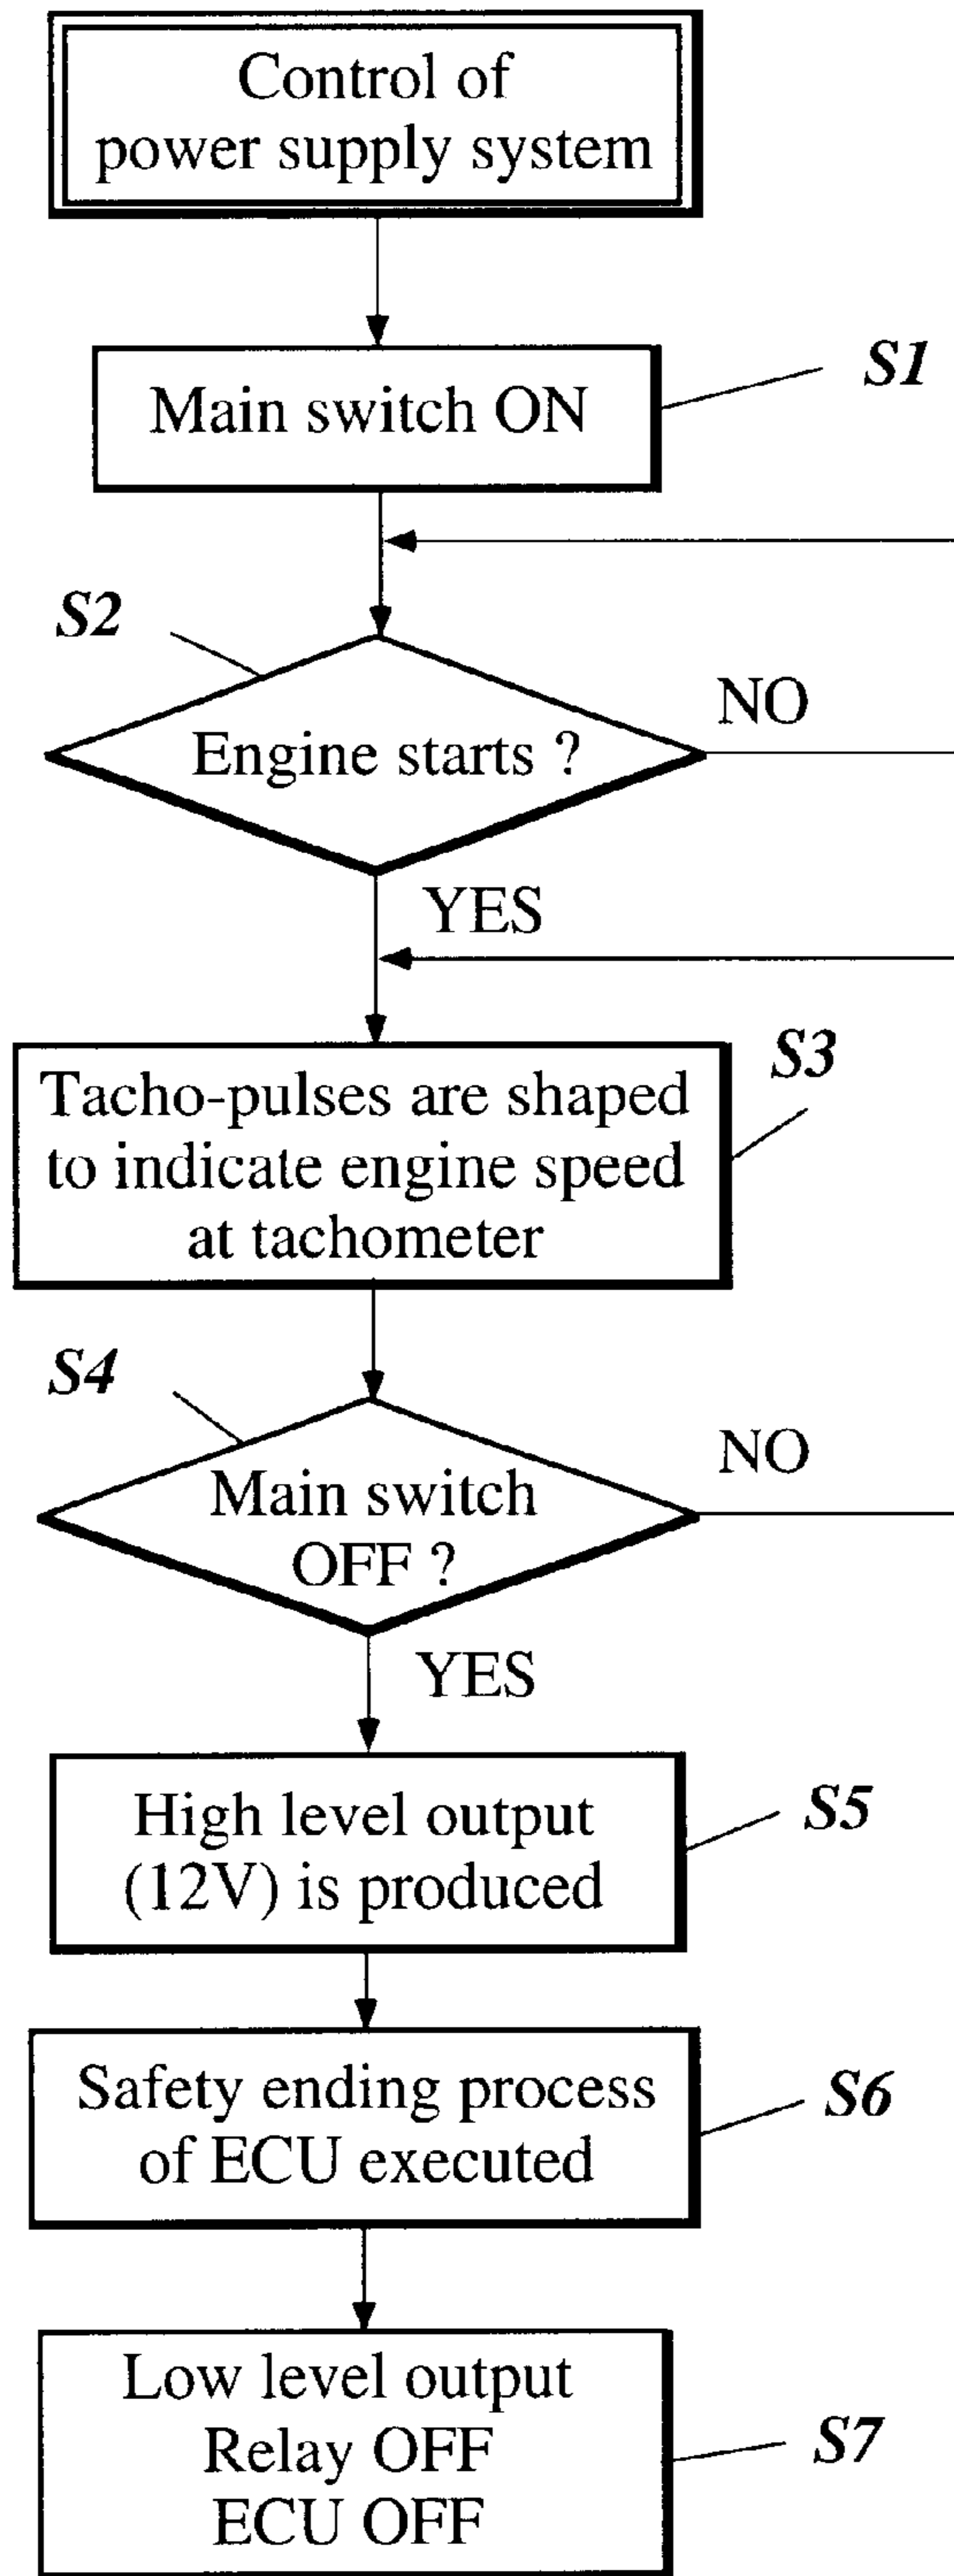 Control of
power supply system
Main switch ON
S1
S2
Engine starts ?
NO
YES
Tacho-pulses are shaped
to indicate engine speed
at tachometer
S3
S4
Main switch
OFF ?
NO
YES
High level output
(12V) is produced
S5
Safety ending process
of ECU executed
S6
Low level output
Relay OFF
ECU OFF
S7